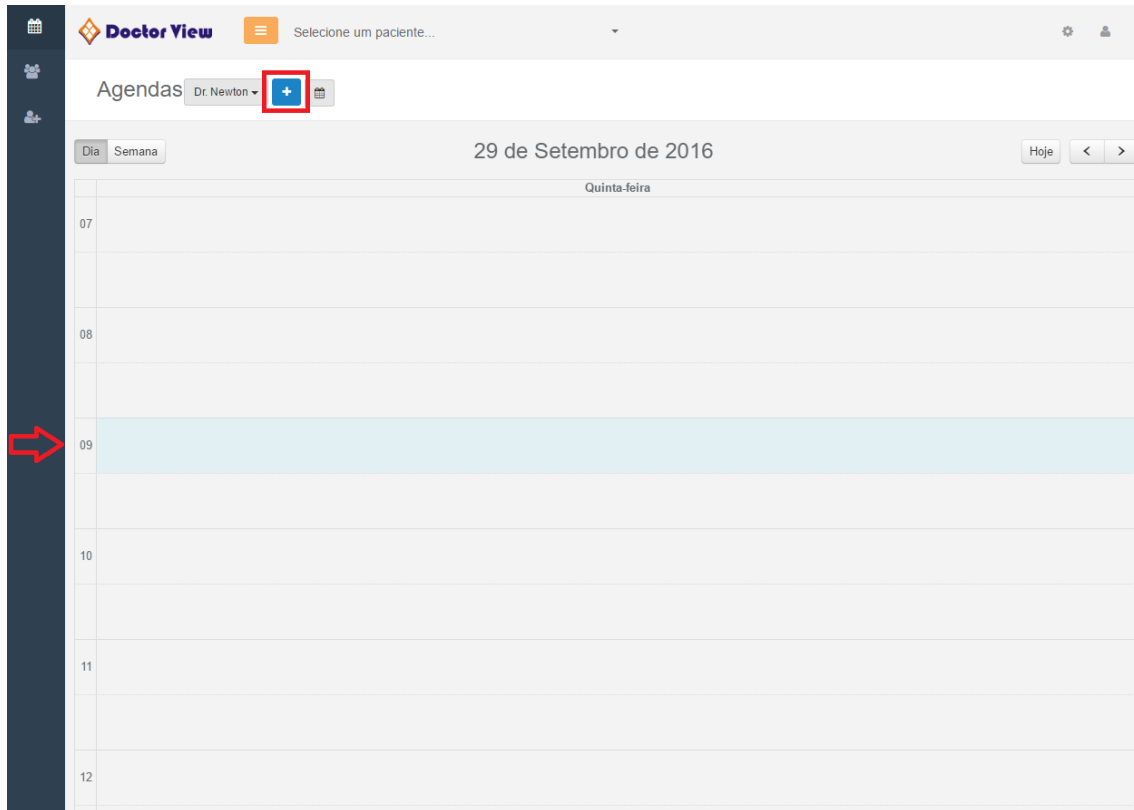 Doctor View
Selecione um paciente...
Agendas Dr. Newton
Dia Semana
29 de Setembro de 2016
Hoje
Quinta-feira
07
08
09
10
11
12